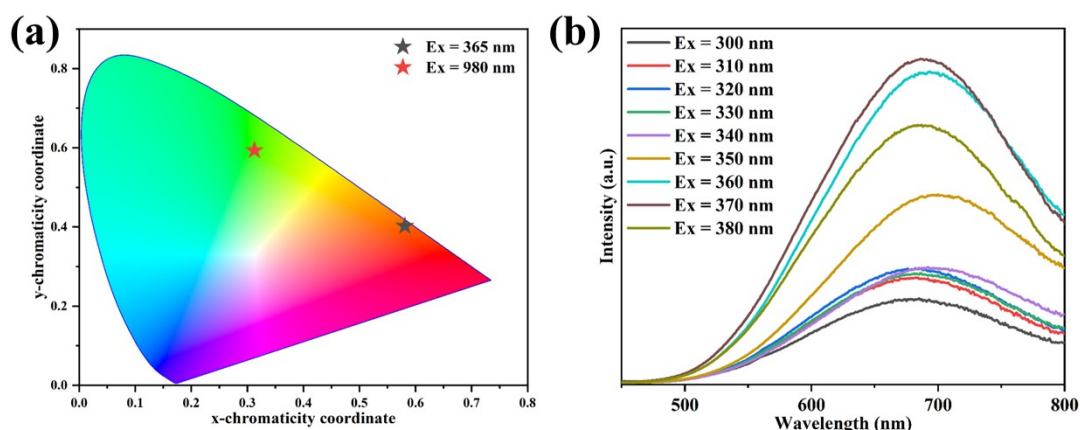 (a)
Ex = 365 nm
Ex = 980 nm
0.8
0.6
0.4
0.2
0.0
0.0 0.1 0.2 0.3 0.4 0.5 0.6 0.7 0.8
x-chromaticity coordinate
y-chromaticity coordinate
(b)
Ex = 300 nm
Ex = 310 nm
Ex = 320 nm
Ex = 330 nm
Ex = 340 nm
Ex = 350 nm
Ex = 360 nm
Ex = 370 nm
Ex = 380 nm
Intensity (a.u.)
500 600 700 800
Wavelength (nm)